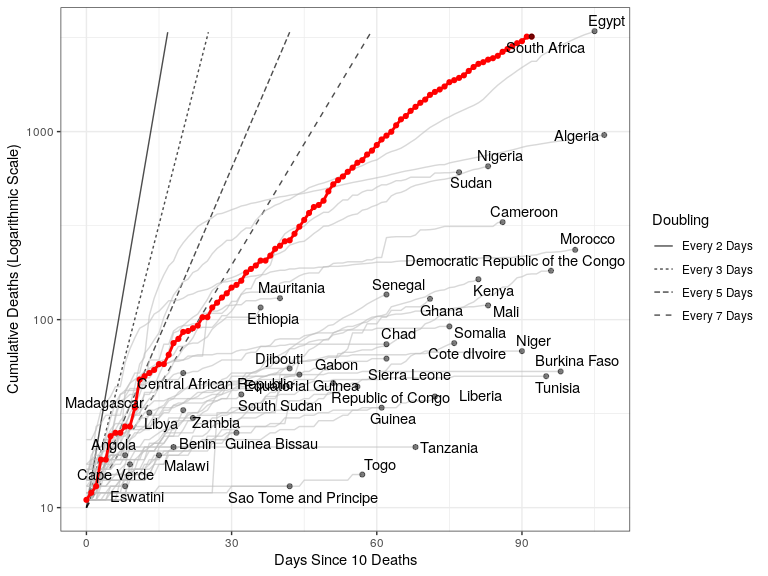 Egypt
South Africa
1000
Algeria
Nigeria
Sudan
Cameroon
Morocco
Democratic Republic of the Congo
Mauritania
Senegal
Kenya
Ethiopia
Ghana
Mali
100
Chad
Somalia
Niger
Djibouti
Gabon
Cote dIvoire
Burkina Faso
Central African Republic
Equatorial Guinea
Sierra Leone
Tunisia
Madagascar
South Sudan
Republic of Congo
Liberia
Libya
Zambia
Guinea
Angola
Benin
Guinea Bissau
Tanzania
Cape Verde
Malawi
Togo
Eswatini
Sao Tome and Principe
10
0
30
60
90
Days Since 10 Deaths
Cumulative Deaths (Logarithmic Scale)
Doubling
Every 2 Days
Every 3 Days
Every 5 Days
Every 7 Days